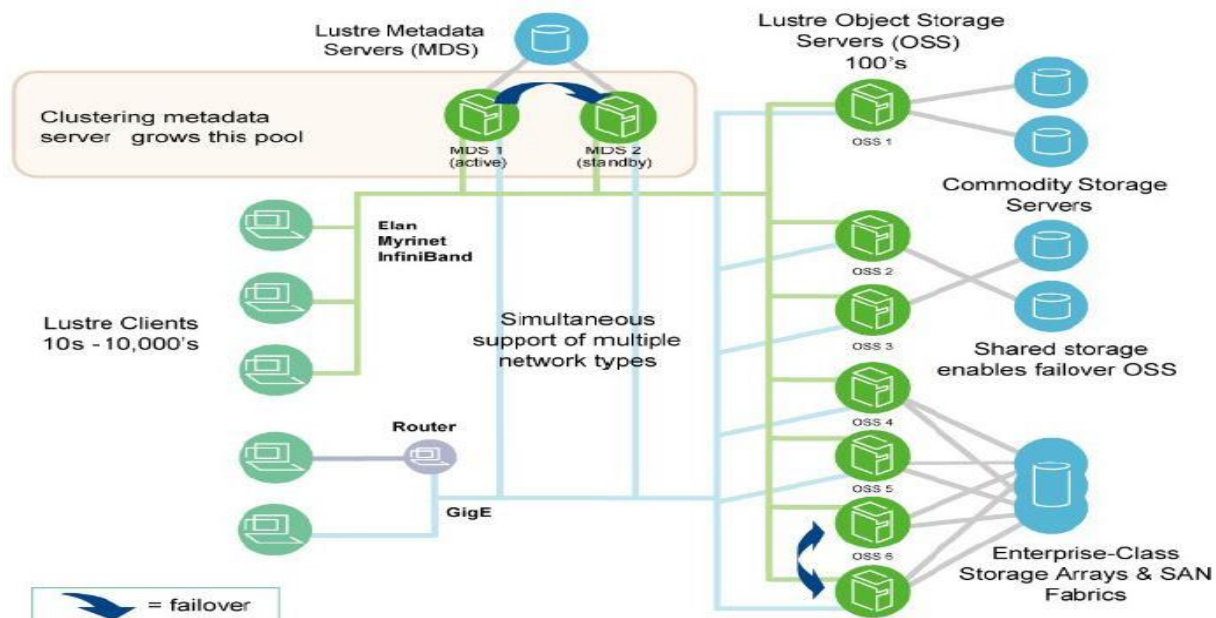 Lustre Metadata
Servers (MDS)
Lustre Object Storage
Servers (OSS)
100's
Clustering metadata
server grows this pool
MDS 1
(active)
MDS 2
(standby)
OSS 1
Commodity Storage
Servers
Elan
Myrinet
InfiniBand
OSS 2
Lustre Clients
10s -10,000's
Simultaneous
support of multiple
network types
OSS 3
Shared storage
enables failover OSS
OSS 4
Router
OSS 5
GigE
OSS 6
Enterprise-Class
Storage Arrays & SAN
Fabrics
= failover